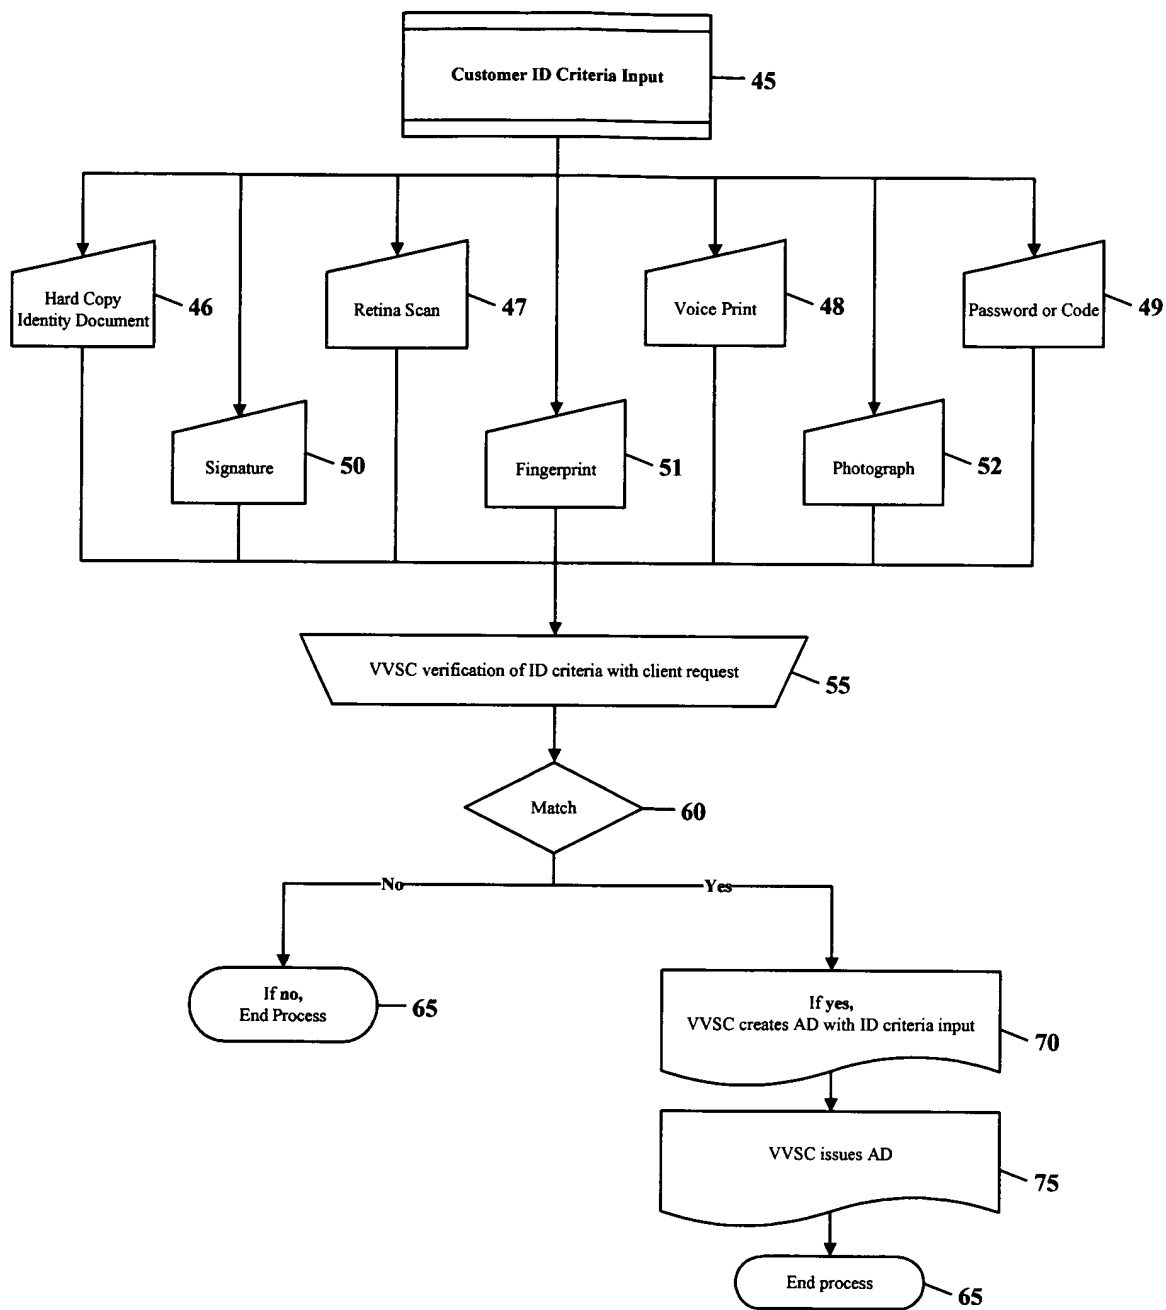 Customer ID Criteria Input
45
Hard Copy
Identity Document
46
Retina Scan
47
Voice Print
48
Password or Code
49
Signature
50
Fingerprint
51
Photograph
52
VVSC verification of ID criteria with client request
55
Match
60
No
Yes
If no,
End Process
65
If yes,
VVSC creates AD with ID criteria input
70
VVSC issues AD
75
End process
65